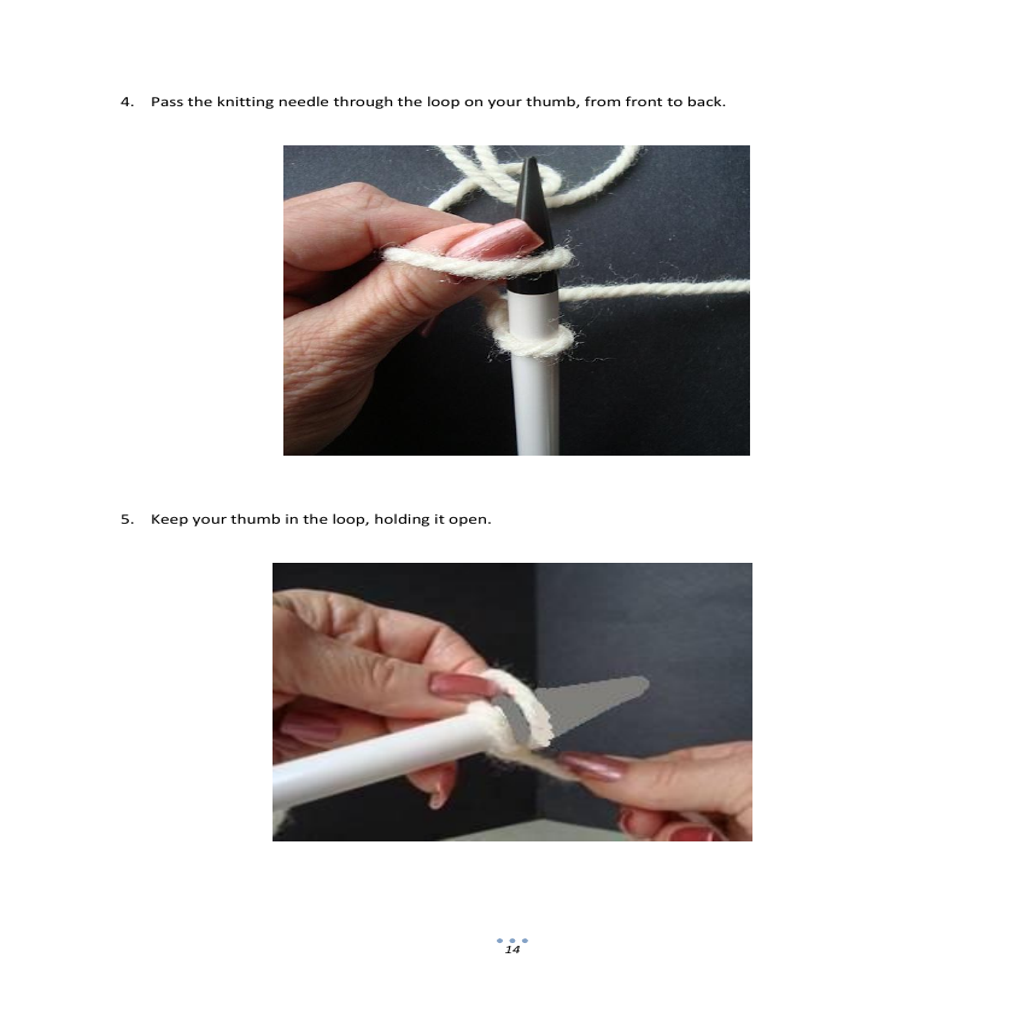 4. Pass the knitting needle through the loop on your thumb, from front to back.
5. Keep your thumb in the loop, holding it open.
14